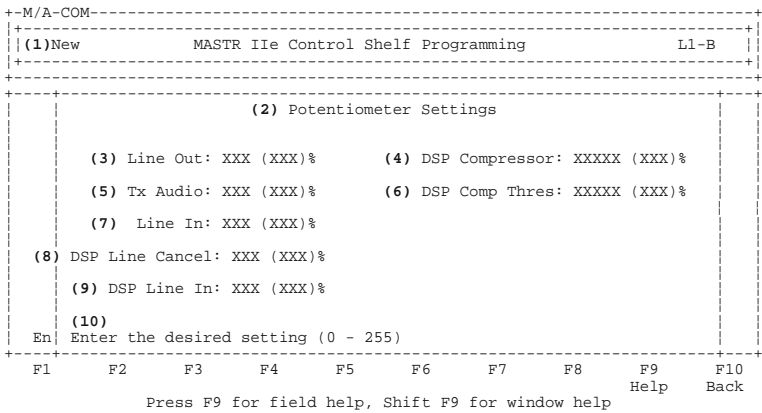 M/A-COM
(1)New MASTR IIe Control Shelf Programming L1-B
(2) Potentiometer Settings
(3) Line Out: XXX (XXX)% (4) DSP Compressor: XXXXX (XXX)%
(5) Tx Audio: XXX (XXX)% (6) DSP Comp Thres: XXXXX (XXX)%
(7) Line In: XXX (XXX)%
(8) DSP Line Cancel: XXX (XXX)%
(9) DSP Line In: XXX (XXX)%
(10)
En Enter the desired setting (0 - 255)
F1 F2 F3 F4 F5 F6 F7 F8 F9 F10
Help Back
Press F9 for field help, Shift F9 for window help